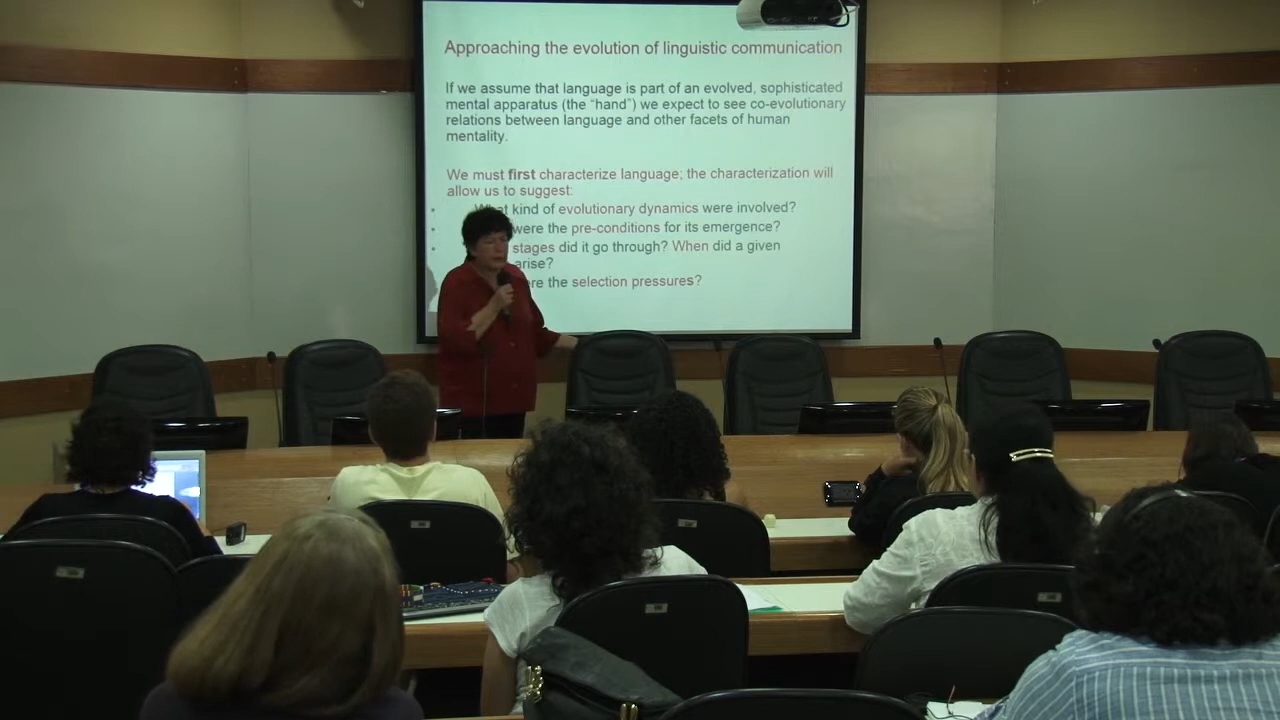 Approaching the evolution of linguistic communication
If we assume that language is part of an evolved, sophisticated
mental apparatus (the "hand") we expect to see co-evolutionary
relations between language and other facets of human
mentality.
We must first characterize language; the characterization will
allow us to suggest:
What kind of evolutionary dynamics were involved?
were the pre-conditions for its emergence?
stages did it go through? When did a given
arise?
the selection pressures?